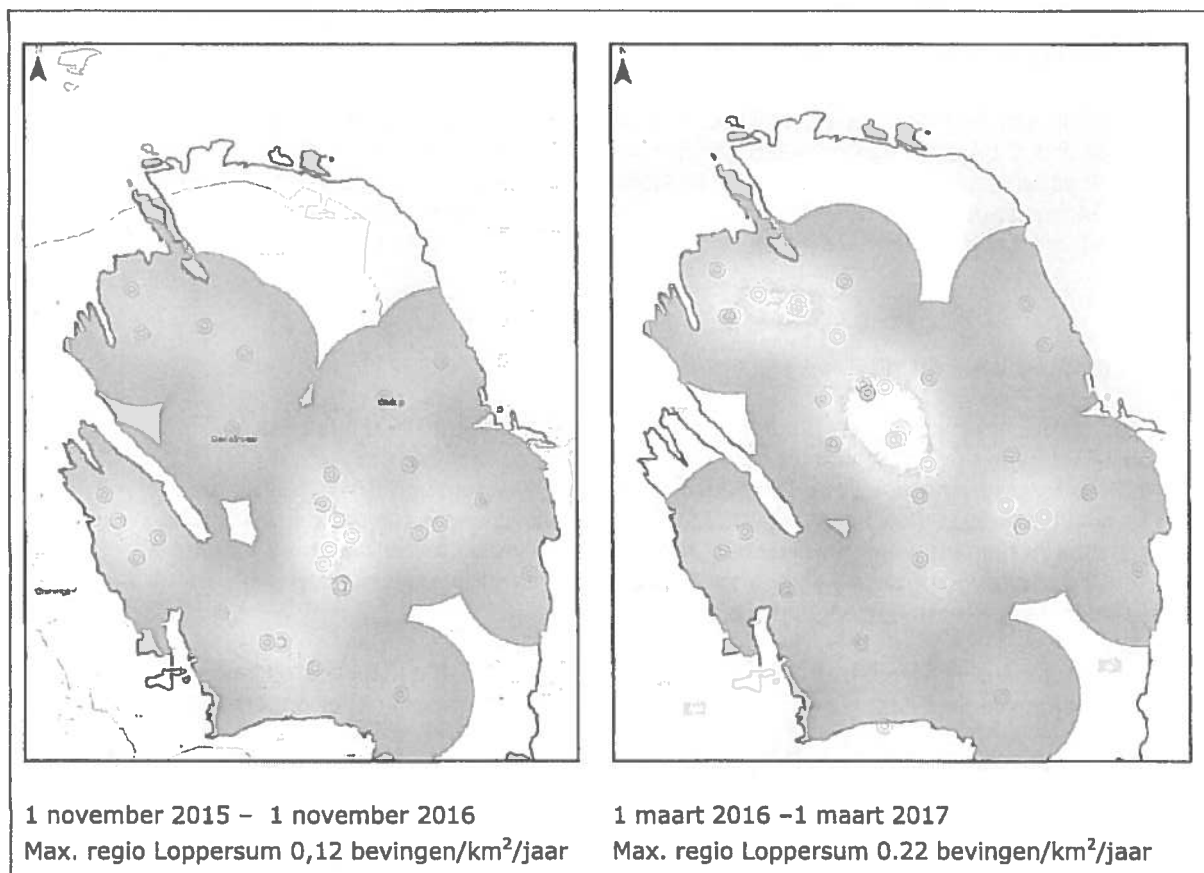 1 november 2015 – 1 november 2016
Max. regio Loppersum 0,12 bevingen/km²/jaar
1 maart 2016 –1 maart 2017
Max. regio Loppersum 0.22 bevingen/km²/jaar